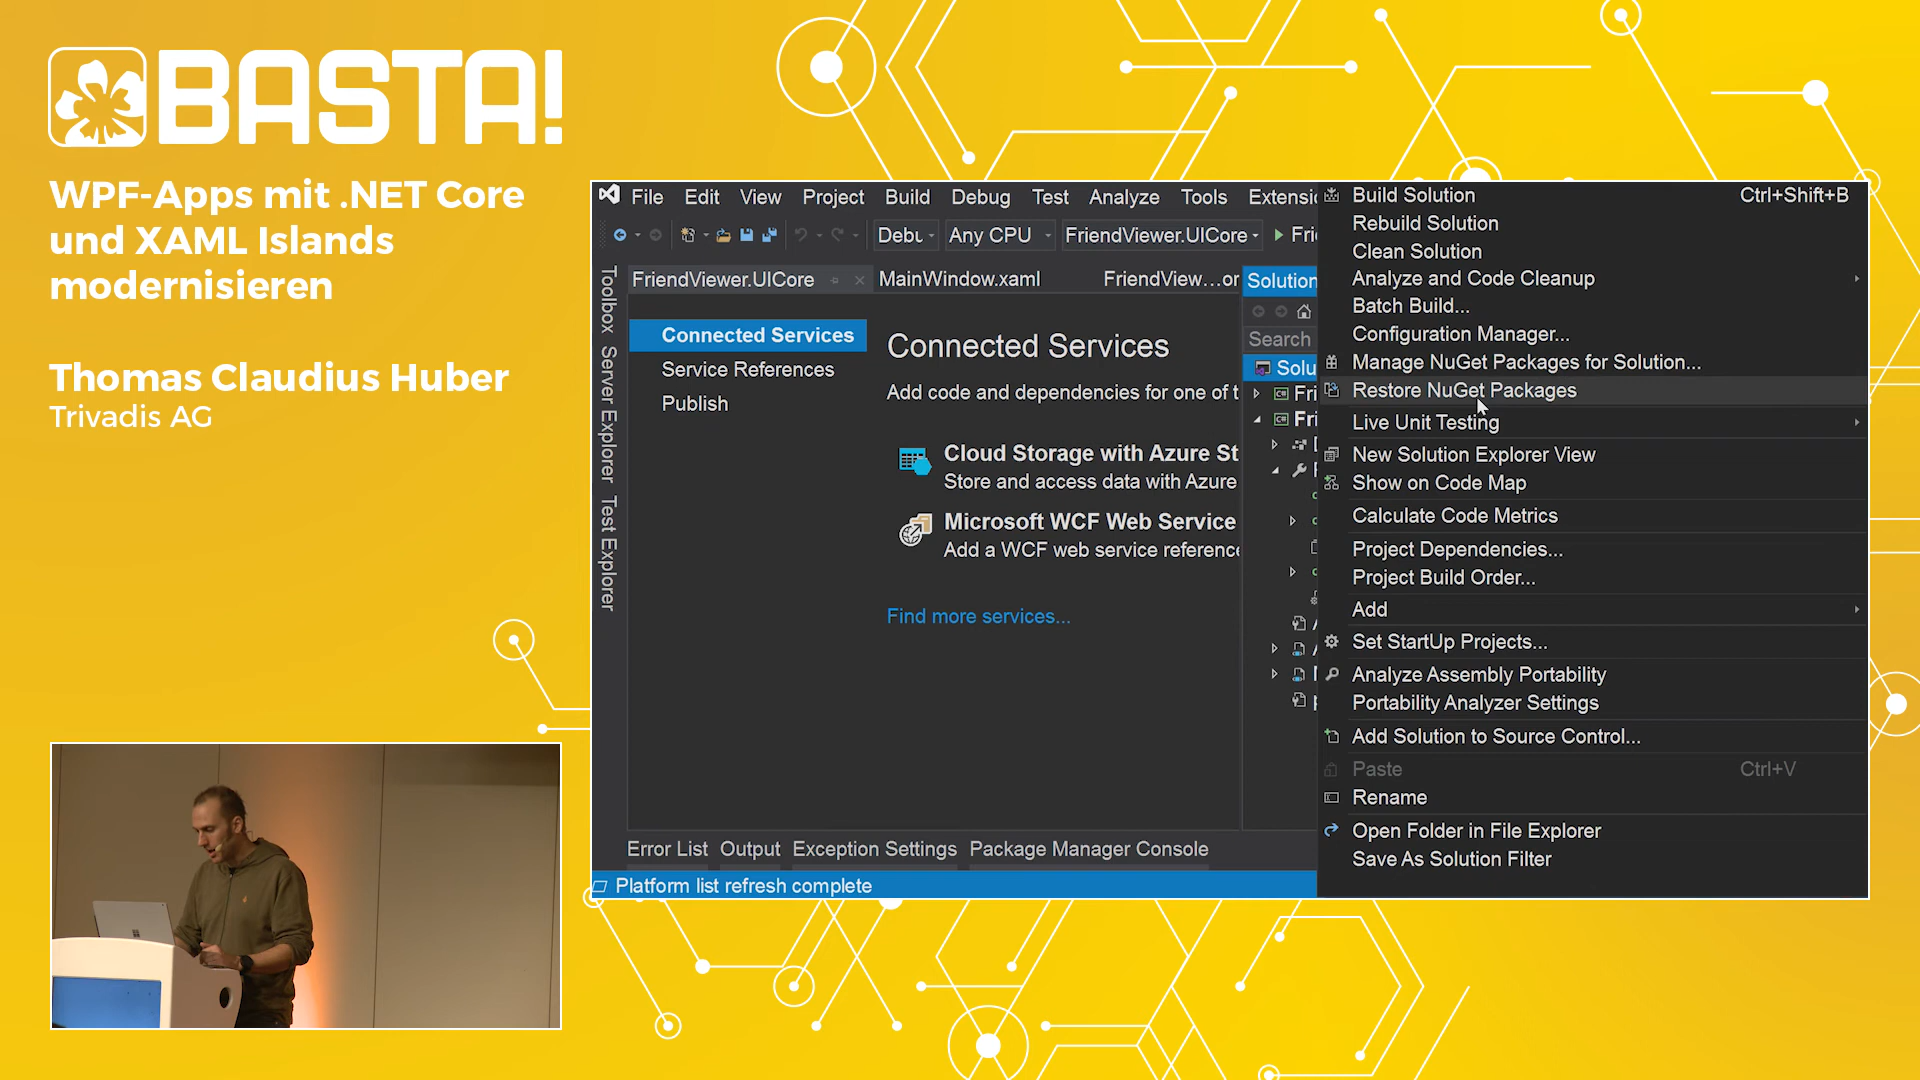 BASTA!
WPF-Apps mit .NET Core
und XAML Islands
modernisieren
Thomas Claudius Huber
Trivadis AG
File Edit View Project Build Debug Test Analyze Tools
Any CPU FriendViewer.UICore
Toolbox
Server Explorer
Test Explorer
FriendViewer.UICore MainWindow.xaml
Connected Services
Service References
Publish
Connected Services
Add code and dependencies for one of
Cloud Storage with Azure
Store and access data with Azure
Microsoft WCF Web Service
Add a WCF web service reference
Find more services...
Solution
Search
Build Solution Ctrl+Shift+B
Rebuild Solution
Clean Solution
Analyze and Code Cleanup
Batch Build...
Configuration Manager...
Manage NuGet Packages for Solution...
Restore NuGet Packages
Live Unit Testing
New Solution Explorer View
Show on Code Map
Calculate Code Metrics
Project Dependencies...
Project Build Order...
Add
Set StartUp Projects...
Analyze Assembly Portability
Portability Analyzer Settings
Add Solution to Source Control...
Paste Ctrl+V
Rename
Open Folder in File Explorer
Save As Solution Filter
Error List Output Exception Settings Package Manager Console
Platform list refresh complete